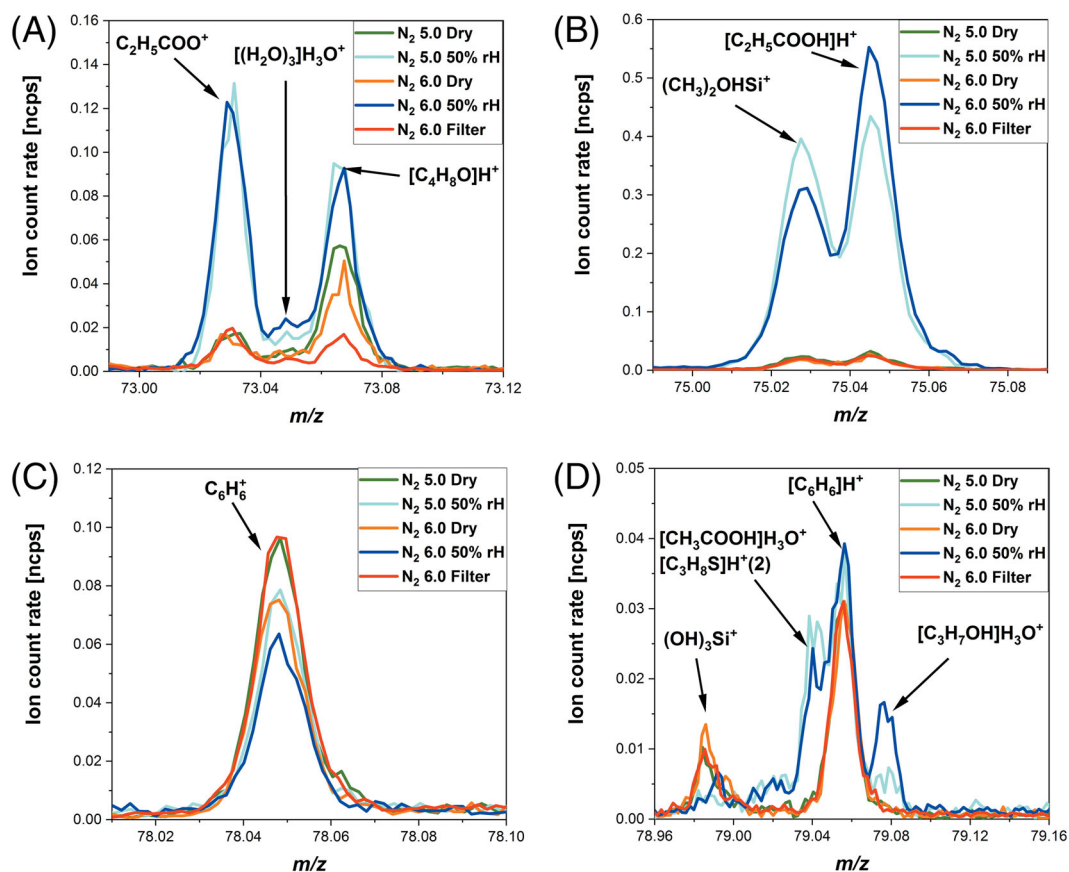 (A)
C₂H₅COO⁺
[(H₂O)₃]H₃O⁺
[C₄H₈O]H⁺
N₂ 5.0 Dry
N₂ 5.0 50% rH
N₂ 6.0 Dry
N₂ 6.0 50% rH
N₂ 6.0 Filter
Ion count rate [ncps]
0.16
0.14
0.12
0.10
0.08
0.06
0.04
0.02
0.00
73.00
73.04
73.08
73.12
m/z
(B)
[C₂H₅COOH]H⁺
(CH₃)₂OHSi⁺
N₂ 5.0 Dry
N₂ 5.0 50% rH
N₂ 6.0 Dry
N₂ 6.0 50% rH
N₂ 6.0 Filter
Ion count rate [ncps]
0.6
0.5
0.4
0.3
0.2
0.1
0.0
75.00
75.02
75.04
75.06
75.08
m/z
(C)
C₆H₆⁺
N₂ 5.0 Dry
N₂ 5.0 50% rH
N₂ 6.0 Dry
N₂ 6.0 50% rH
N₂ 6.0 Filter
Ion count rate [ncps]
0.12
0.10
0.08
0.06
0.04
0.02
0.00
78.02
78.04
78.06
78.08
78.10
m/z
(D)
[C₆H₆]H⁺
[CH₃COOH]H₃O⁺
[C₃H₈S]H⁺(2)
(OH)₃Si⁺
[C₃H₇OH]H₃O⁺
N₂ 5.0 Dry
N₂ 5.0 50% rH
N₂ 6.0 Dry
N₂ 6.0 50% rH
N₂ 6.0 Filter
Ion count rate [ncps]
0.05
0.04
0.03
0.02
0.01
0.00
78.96
79.00
79.04
79.08
79.12
79.16
m/z